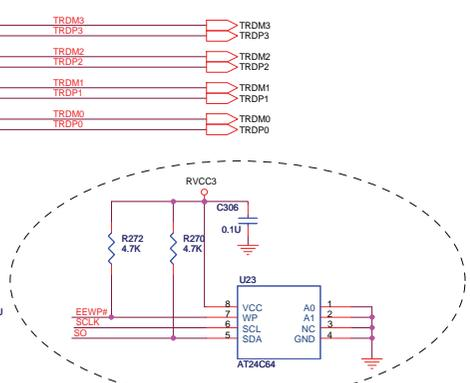 TRDM3 TRDM3
TRDP3 TRDP3
TRDM2 TRDM2
TRDP2 TRDP2
TRDM1 TRDM1
TRDP1 TRDP1
TRDM0 TRDM0
TRDP0 TRDP0
RVCC3
C306
0.1U
R272
4.7K
R270
4.7K
U23
EEWP#
SCLK
SO
8 VCC A0 1
7 WP A1 2
6 SCL NC 3
5 SDA GND 4
AT24C64